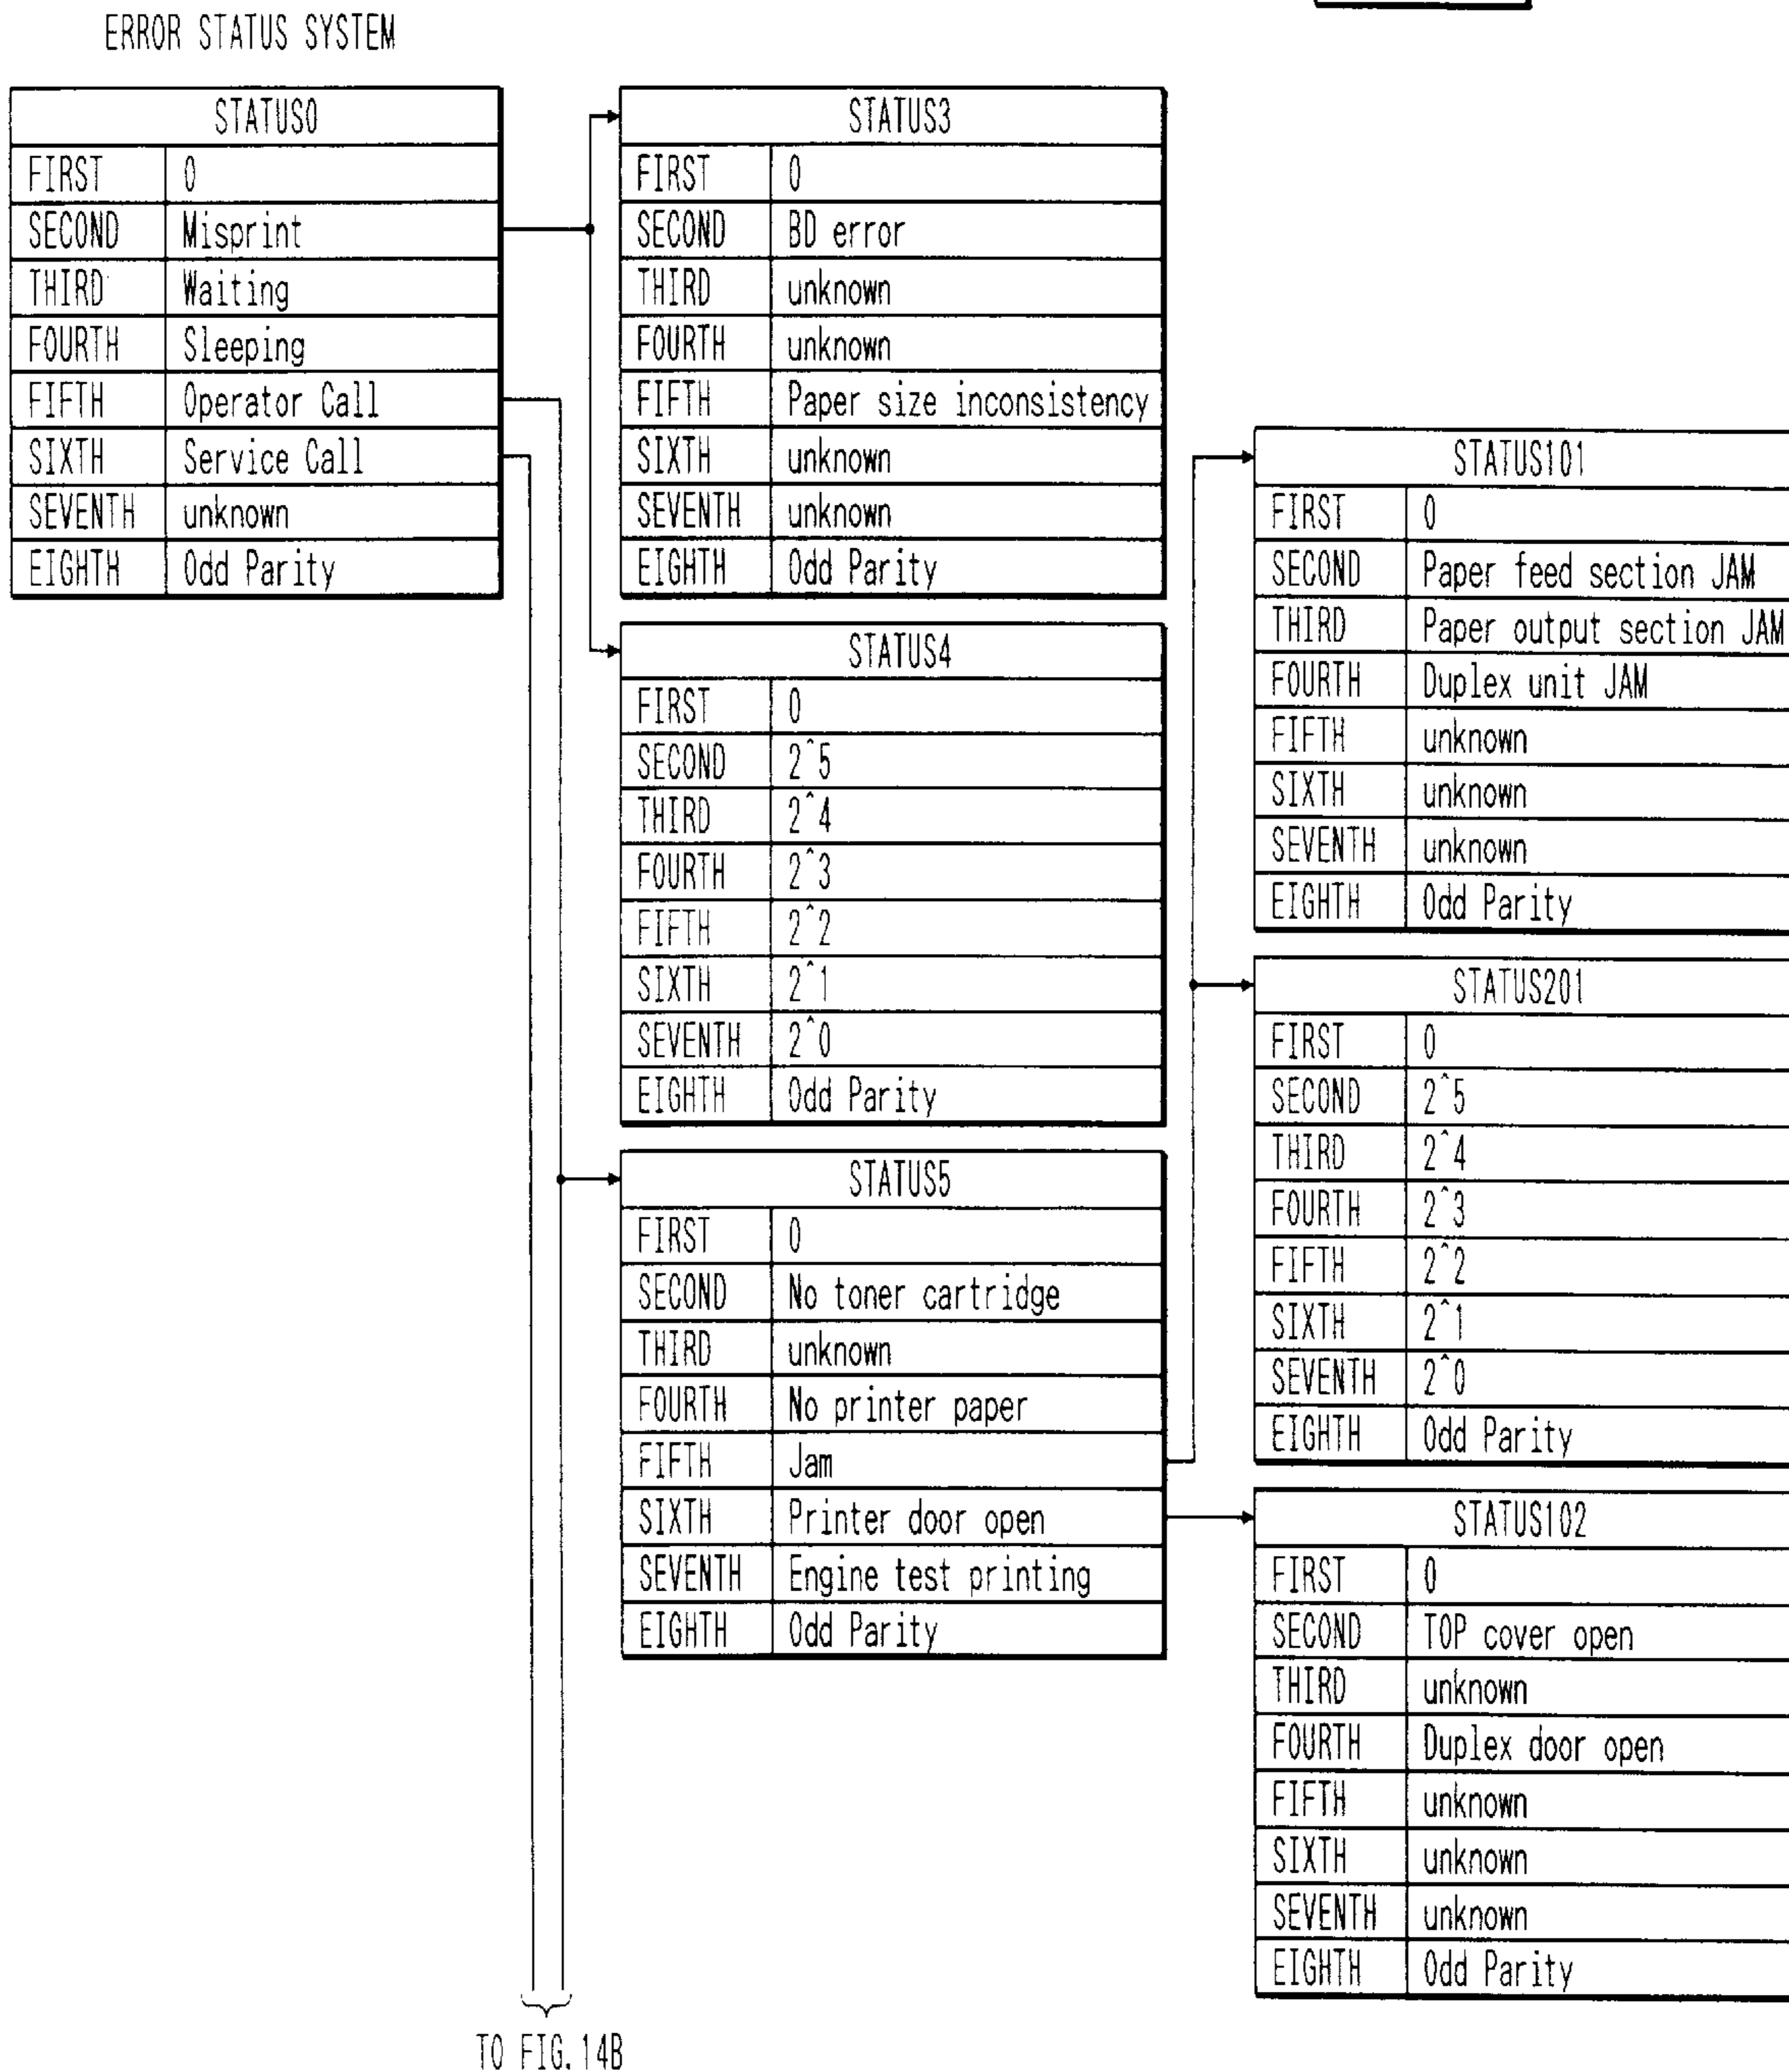 ERROR STATUS SYSTEM
STATUS0
FIRST 0
SECOND Misprint
THIRD Waiting
FOURTH Sleeping
FIFTH Operator Call
SIXTH Service Call
SEVENTH unknown
EIGHTH Odd Parity
STATUS3
FIRST 0
SECOND BD error
THIRD unknown
FOURTH unknown
FIFTH Paper size inconsistency
SIXTH unknown
SEVENTH unknown
EIGHTH Odd Parity
STATUS4
FIRST 0
SECOND 2^5
THIRD 2^4
FOURTH 2^3
FIFTH 2^2
SIXTH 2^1
SEVENTH 2^0
EIGHTH Odd Parity
STATUS5
FIRST 0
SECOND No toner cartridge
THIRD unknown
FOURTH No printer paper
FIFTH Jam
SIXTH Printer door open
SEVENTH Engine test printing
EIGHTH Odd Parity
STATUS101
FIRST 0
SECOND Paper feed section JAM
THIRD Paper output section JAM
FOURTH Duplex unit JAM
FIFTH unknown
SIXTH unknown
SEVENTH unknown
EIGHTH Odd Parity
STATUS201
FIRST 0
SECOND 2^5
THIRD 2^4
FOURTH 2^3
FIFTH 2^2
SIXTH 2^1
SEVENTH 2^0
EIGHTH Odd Parity
STATUS102
FIRST 0
SECOND TOP cover open
THIRD unknown
FOURTH Duplex door open
FIFTH unknown
SIXTH unknown
SEVENTH unknown
EIGHTH Odd Parity
TO FIG.14B